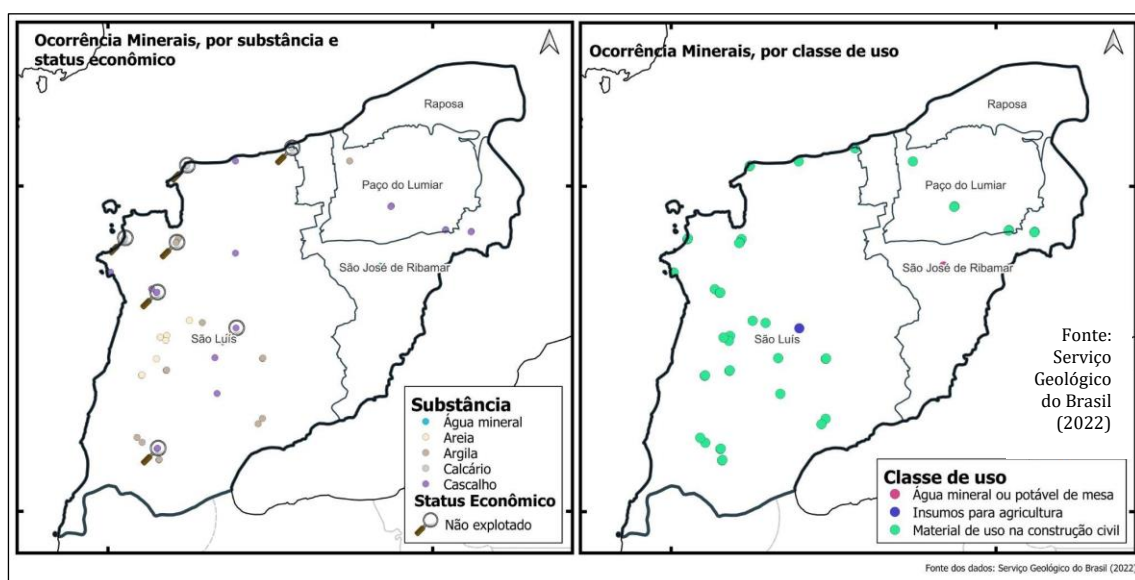 Ocorrência Minerais, por substância e
status econômico
Raposa
Paço do Lumiar
São José de Ribamar
São Luís
Substância
Água mineral
Areia
Argila
Calcário
Cascalho
Status Econômico
Não explotado
Ocorrência Minerais, por classe de uso
Raposa
Paço do Lumiar
São José de Ribamar
São Luís
Fonte:
Serviço
Geológico
do Brasil
(2022)
Classe de uso
Água mineral ou potável de mesa
Insumos para agricultura
Material de uso na construção civil
Fonte dos dados: Serviço Geológico do Brasil (2022)